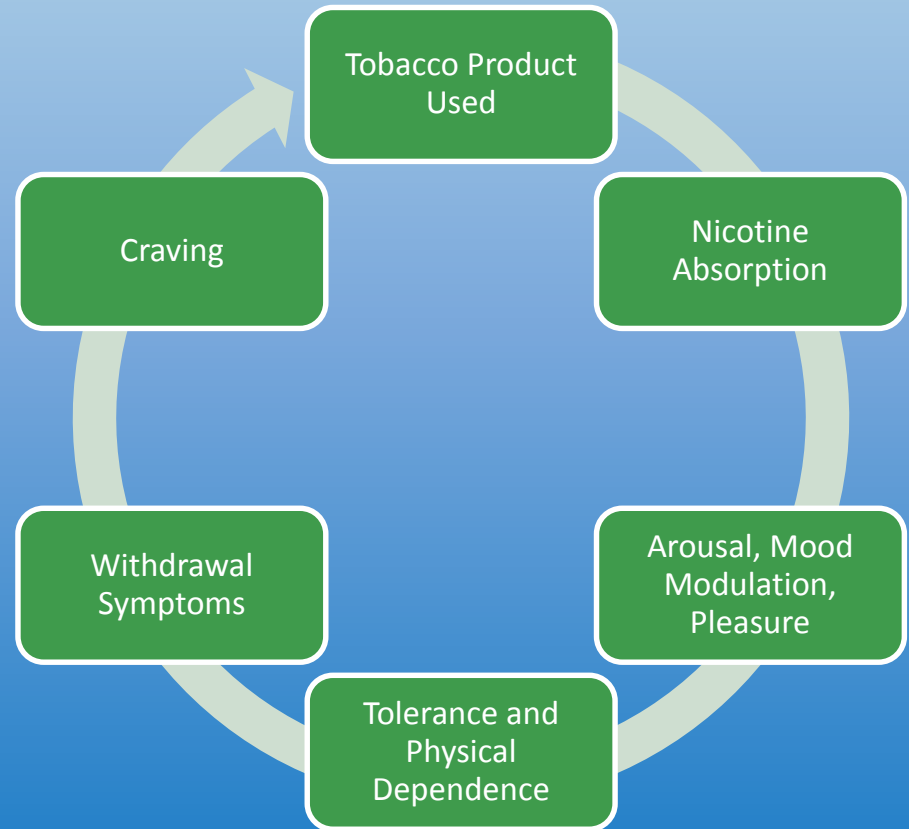 Tobacco Product
Used
Nicotine
Absorption
Arousal, Mood
Modulation,
Pleasure
Tolerance and
Physical
Dependence
Withdrawal
Symptoms
Craving